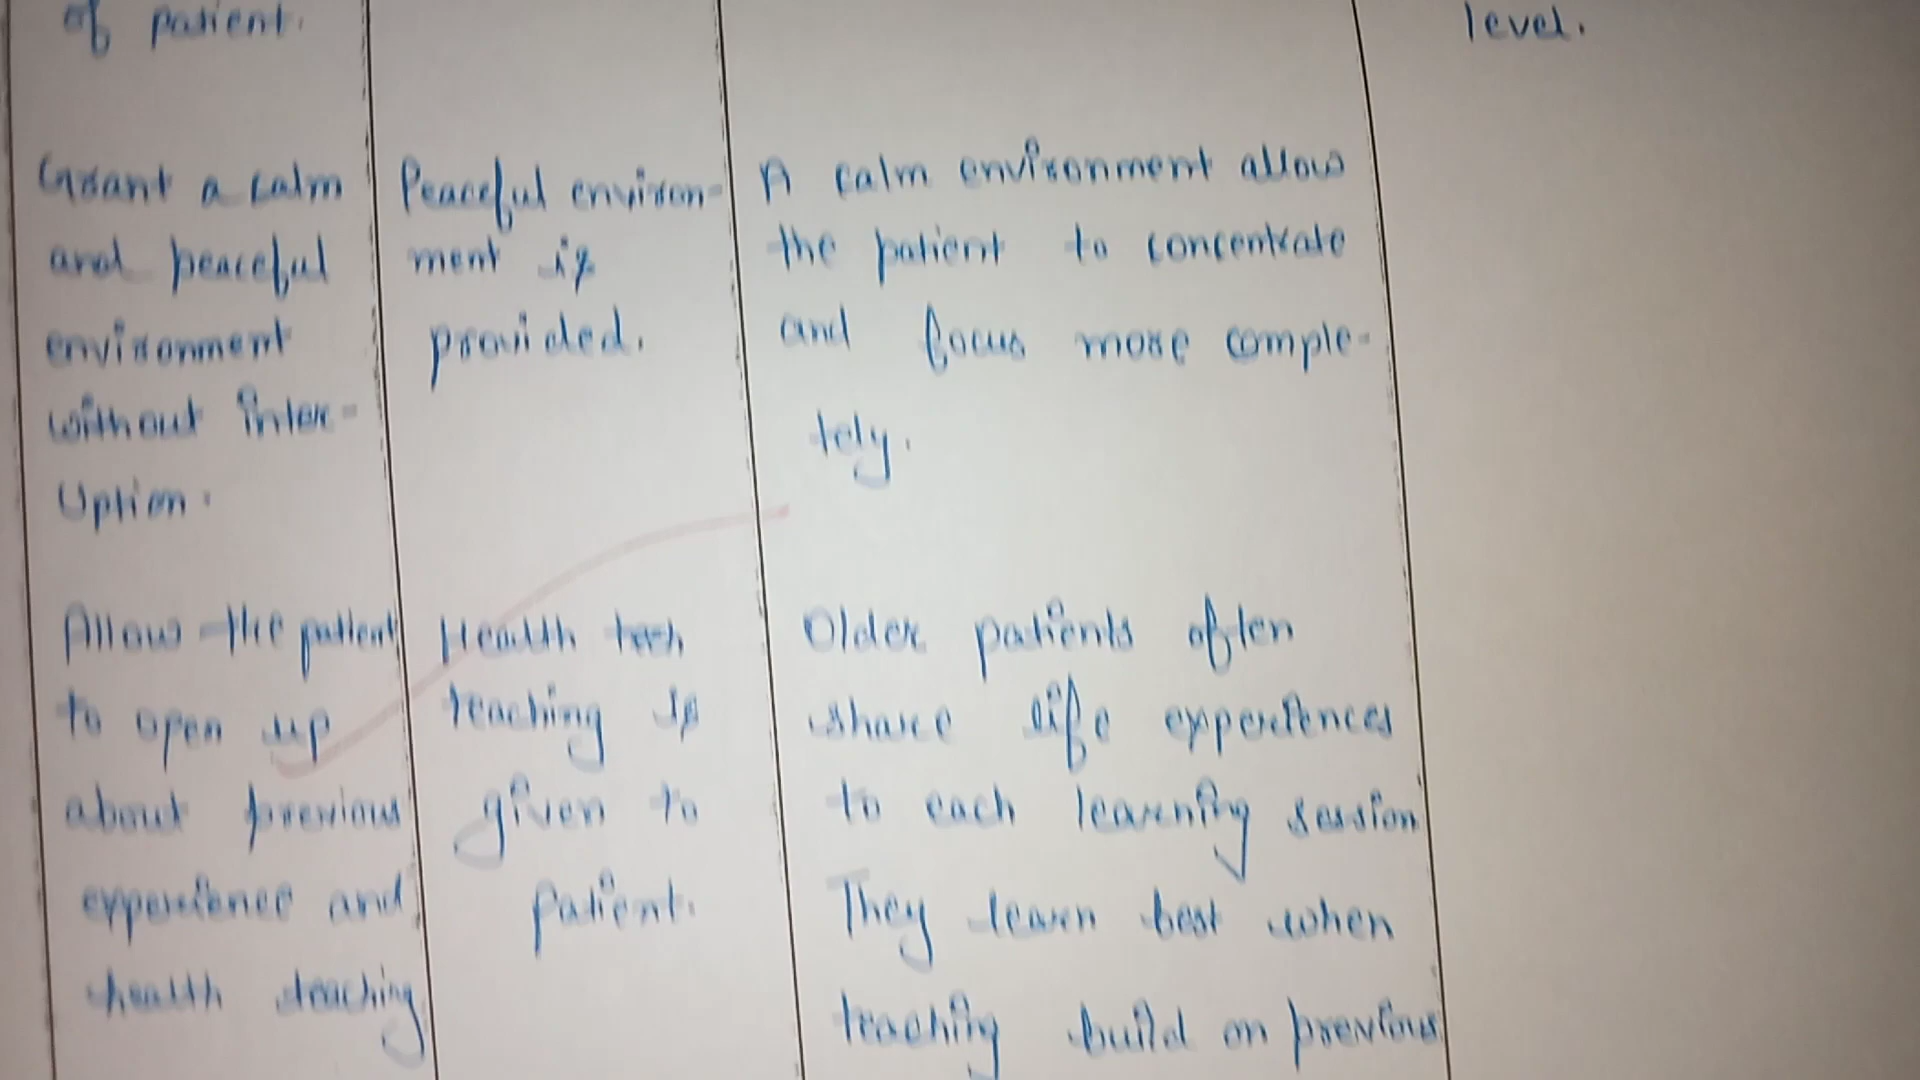 of patient.
level.
Grant a calm
and peaceful
environment
without inter-
Uption.
Peaceful environ-
ment is
provided.
A calm environment allow
the patient to concentrate
and focus more comple-
tely.
Allow the patient
to open up
about previous
experience and
health teaching
Health
teaching is
given to
patient.
Older patients often
share life experiences
to each learning session
They learn best when
teaching build on previous